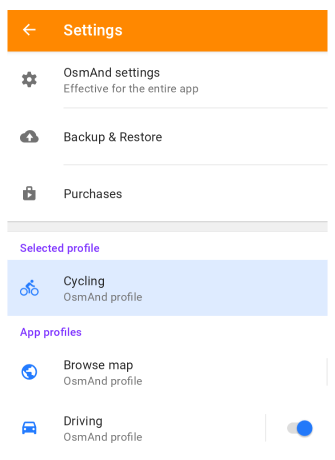 Settings
OsmAnd settings
Effective for the entire app
Backup & Restore
Purchases
Selected profile
Cycling
OsmAnd profile
App profiles
Browse map
OsmAnd profile
Driving
OsmAnd profile